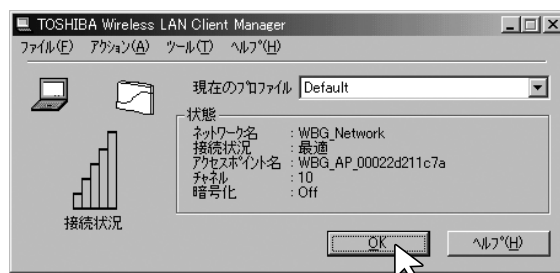 TOSHIBA Wireless LAN Client Manager
ファイル(F) アクション(A) ツール(T) ヘルプ(H)
現在のプロファイル Default
状態
ネットワーク名 : WBG_Network
接続状況 : 最適
アクセスポイント名 : WBG_AP_00022d211c7a
チャネル : 10
暗号化 : Off
接続状況
OK ヘルプ(H)